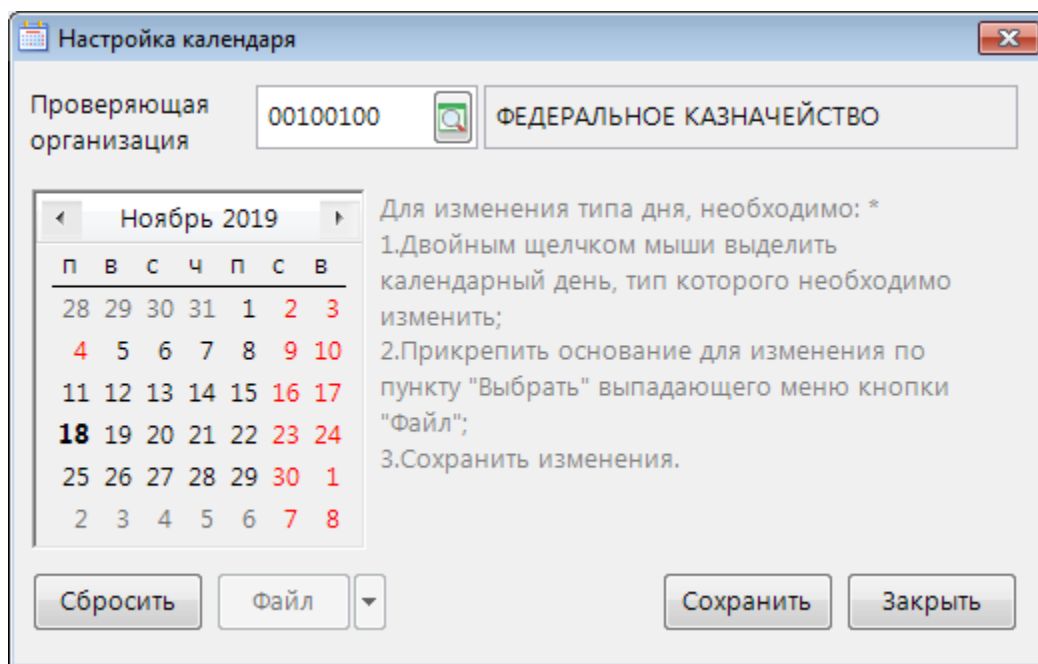 Настройка календаря
Проверяющая
организация
00100100
ФЕДЕРАЛЬНОЕ КАЗНАЧЕЙСТВО
Ноябрь 2019
П В С Ч П С В
28 29 30 31 1 2 3
4 5 6 7 8 9 10
11 12 13 14 15 16 17
18 19 20 21 22 23 24
25 26 27 28 29 30 1
2 3 4 5 6 7 8
Для изменения типа дня, необходимо: *
1.Двойным щелчком мыши выделить
календарный день, тип которого необходимо
изменить;
2.Прикрепить основание для изменения по
пункту "Выбрать" выпадающего меню кнопки
"Файл";
3.Сохранить изменения.
Сбросить
Файл
Сохранить
Закрыть